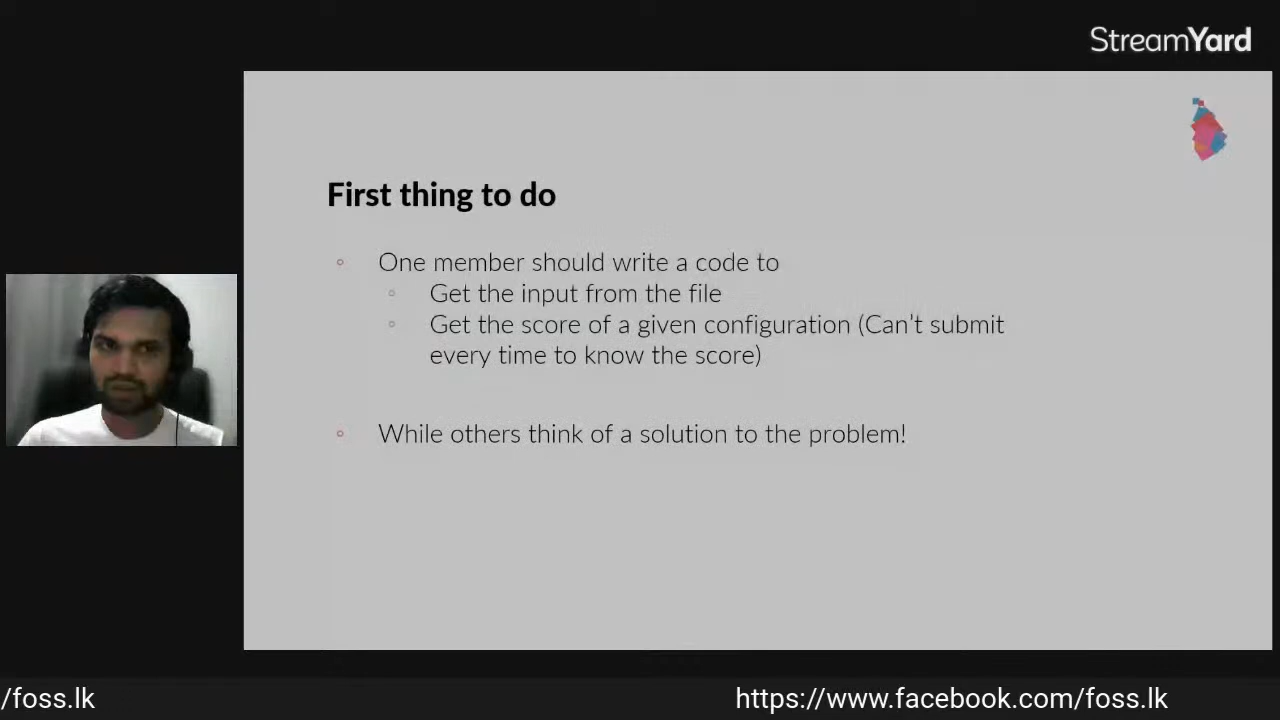 StreamYard
First thing to do
One member should write a code to
Get the input from the file
Get the score of a given configuration (Can't submit
every time to know the score)
While others think of a solution to the problem!
/foss.lk
https://www.facebook.com/foss.lk